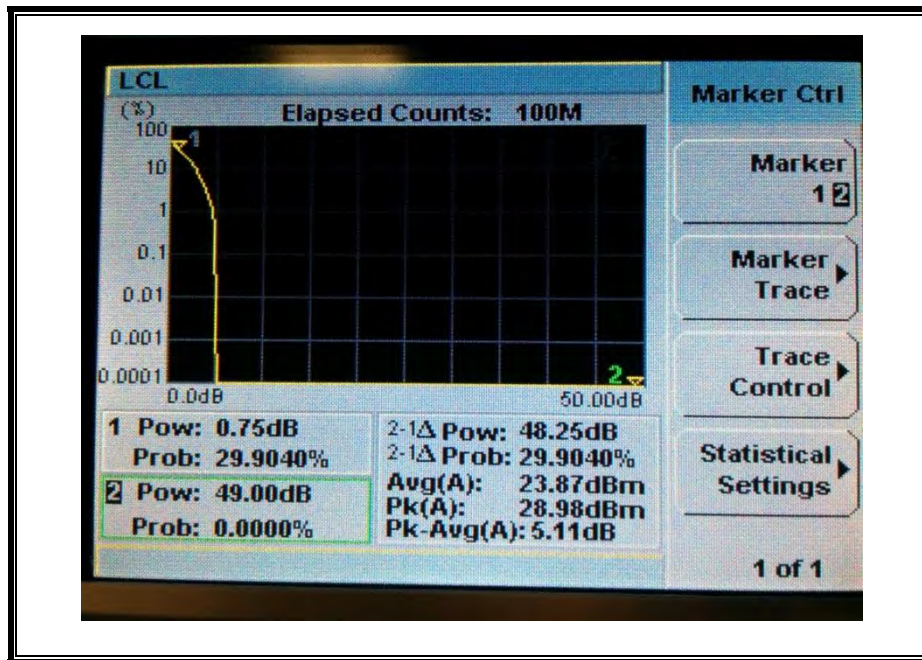 LCL
(%)
Elapsed Counts: 100M
100
10
1
0.1
0.01
0.001
0.0001
1
2
0.0dB
50.00dB
1 Pow: 0.75dB
Prob: 29.9040%
2 Pow: 49.00dB
Prob: 0.0000%
2-1Δ Pow: 48.25dB
2-1Δ Prob: 29.9040%
Avg(A): 23.87dBm
Pk(A): 28.98dBm
Pk-Avg(A): 5.11dB
Marker Ctrl
Marker
1 2
Marker
Trace
Trace
Control
Statistical
Settings
1 of 1